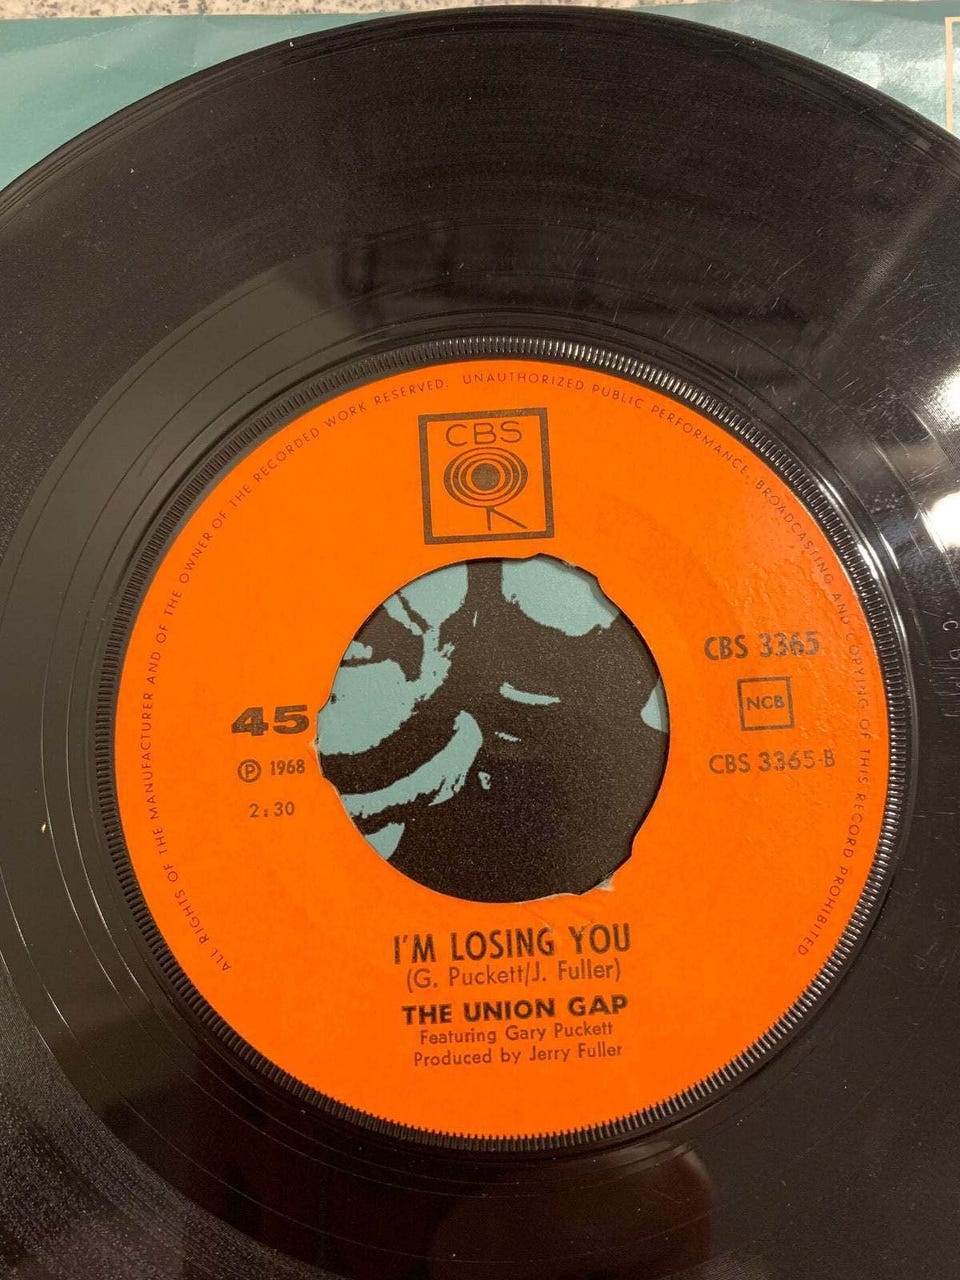 ALL RIGHTS OF THE MANUFACTURER AND OF THE OWNER OF THE RECORDED WORK RESERVED. UNAUTHORIZED PUBLIC PERFORMANCE, BROADCASTING AND COPYING OF THIS RECORD PROHIBITED
CBS
CBS 3365
NCB
CBS 3365-B
45
℗ 1968
2:30
I'M LOSING YOU
(G. Puckett/J. Fuller)
THE UNION GAP
Featuring Gary Puckett
Produced by Jerry Fuller